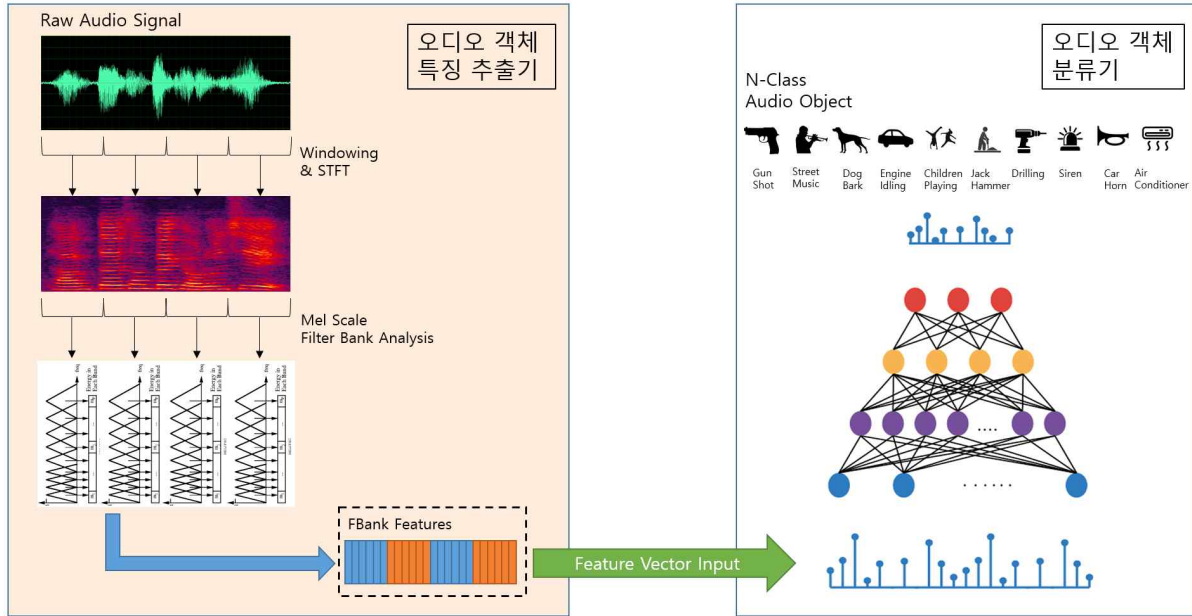 Raw Audio Signal
오디오 객체
특징 추출기
Windowing
& STFT
Mel Scale
Filter Bank Analysis
FBank Features
Feature Vector Input
오디오 객체
분류기
N-Class
Audio Object
Gun
Shot
Street
Music
Dog
Bark
Engine
Idling
Children
Playing
Jack
Hammer
Drilling
Siren
Car
Horn
Air
Conditioner